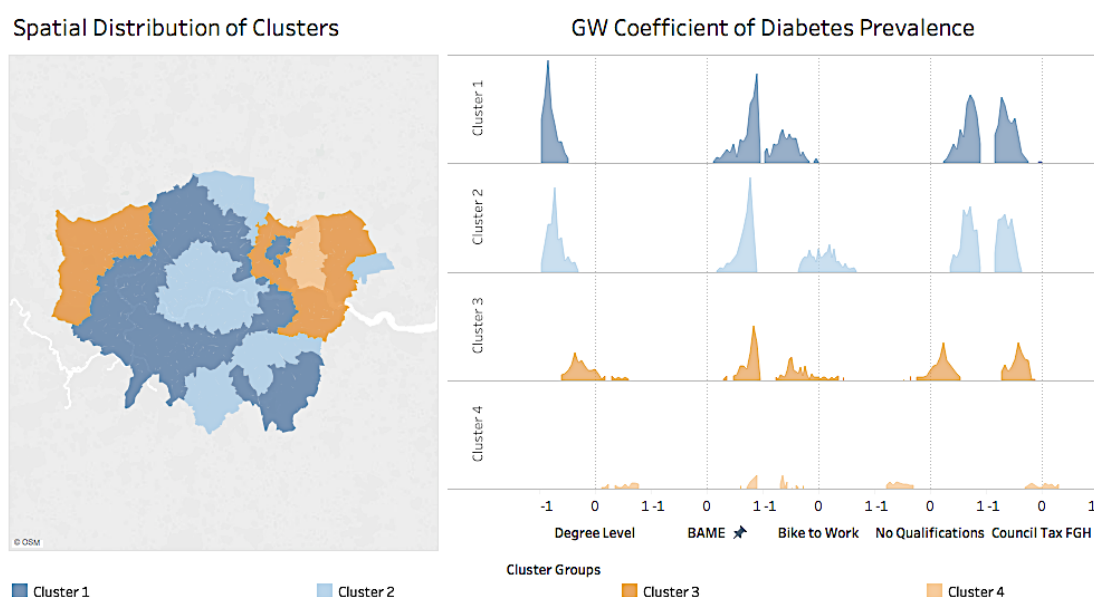 Spatial Distribution of Clusters
GW Coefficient of Diabetes Prevalence
Cluster 1
Cluster 2
Cluster 3
Cluster 4
-1 0 1 -1 0 1 -1 0 1 -1 0 1 -1 0 1
Degree Level BAME Bike to Work No Qualifications Council Tax FGH
© OSM
Cluster Groups
Cluster 1 Cluster 2 Cluster 3 Cluster 4